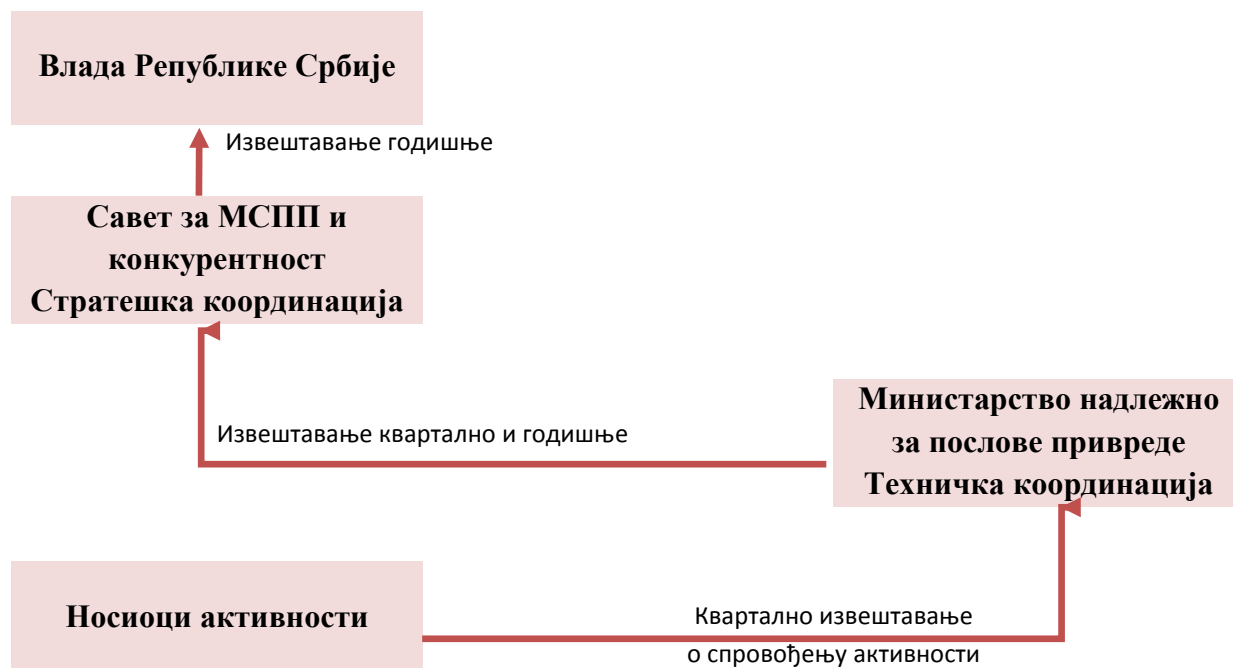 Влада Републике Србије
Извештавање годишње
Савет за МСПП и
конкурентност
Стратешка координација
Министарство надлежно
за послове привреде
Техничка координација
Извештавање квартално и годишње
Носиоци активности
Квартално извештавање
о спровођењу активности